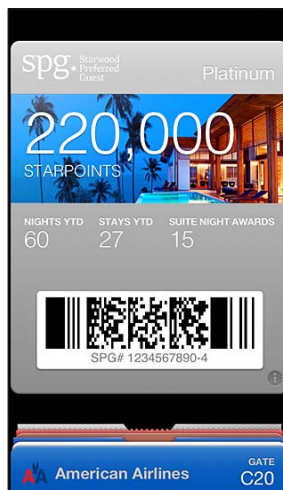 spg. Starwood
Preferred
Guest
Platinum
220,000
STARPOINTS
NIGHTS YTD STAYS YTD SUITE NIGHT AWARDS
60 27 15
SPG# 1234567890-4
AA American Airlines
GATE
C20